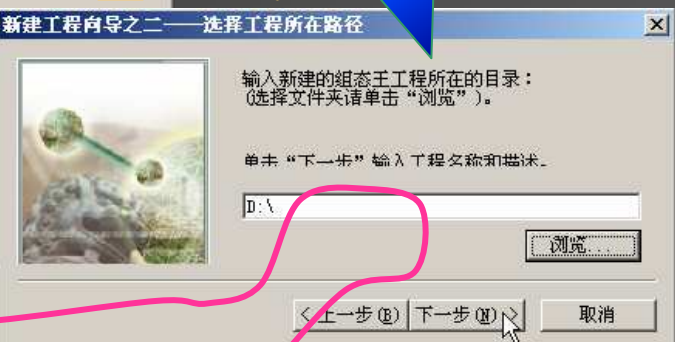 新建工程向导之二——选择工程所在路径
输入新建的组态王工程所在的目录：
(选择文件夹请单击“浏览”)。
单击“下一步”输入工程名称和描述。
D:\
浏览...
<上一步(B) 下一步(N)> 取消